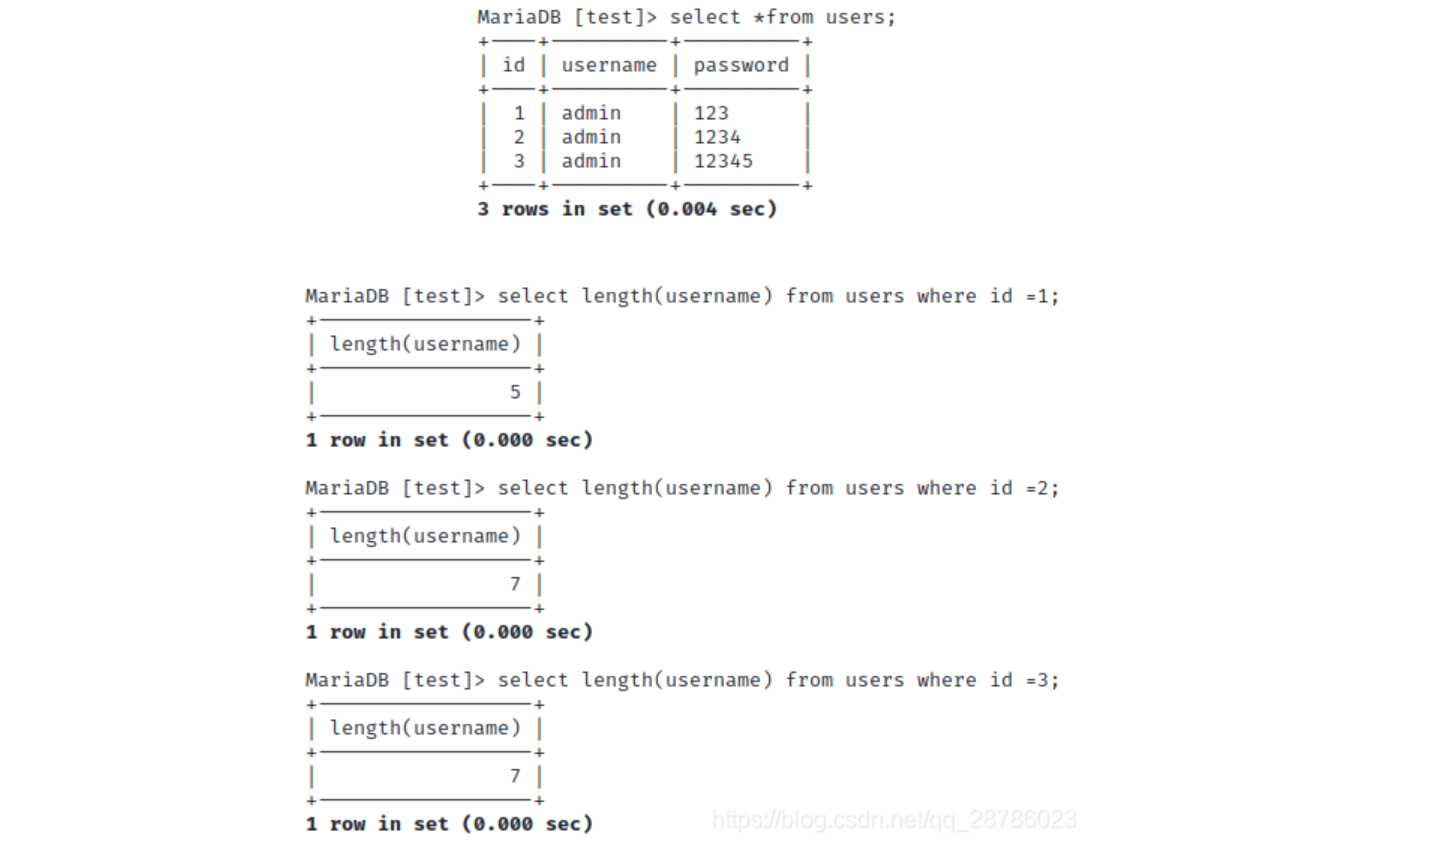 MariaDB [test]> select *from users;
+----+----------+----------+
| id | username | password |
+----+----------+----------+
| 1 | admin | 123 |
| 2 | admin | 1234 |
| 3 | admin | 12345 |
+----+----------+----------+
3 rows in set (0.004 sec)
MariaDB [test]> select length(username) from users where id =1;
+------------------+
| length(username) |
+------------------+
| 5 |
+------------------+
1 row in set (0.000 sec)
MariaDB [test]> select length(username) from users where id =2;
+------------------+
| length(username) |
+------------------+
| 7 |
+------------------+
1 row in set (0.000 sec)
MariaDB [test]> select length(username) from users where id =3;
+------------------+
| length(username) |
+------------------+
| 7 |
+------------------+
1 row in set (0.000 sec)
https://blog.csdn.net/qq_28786023